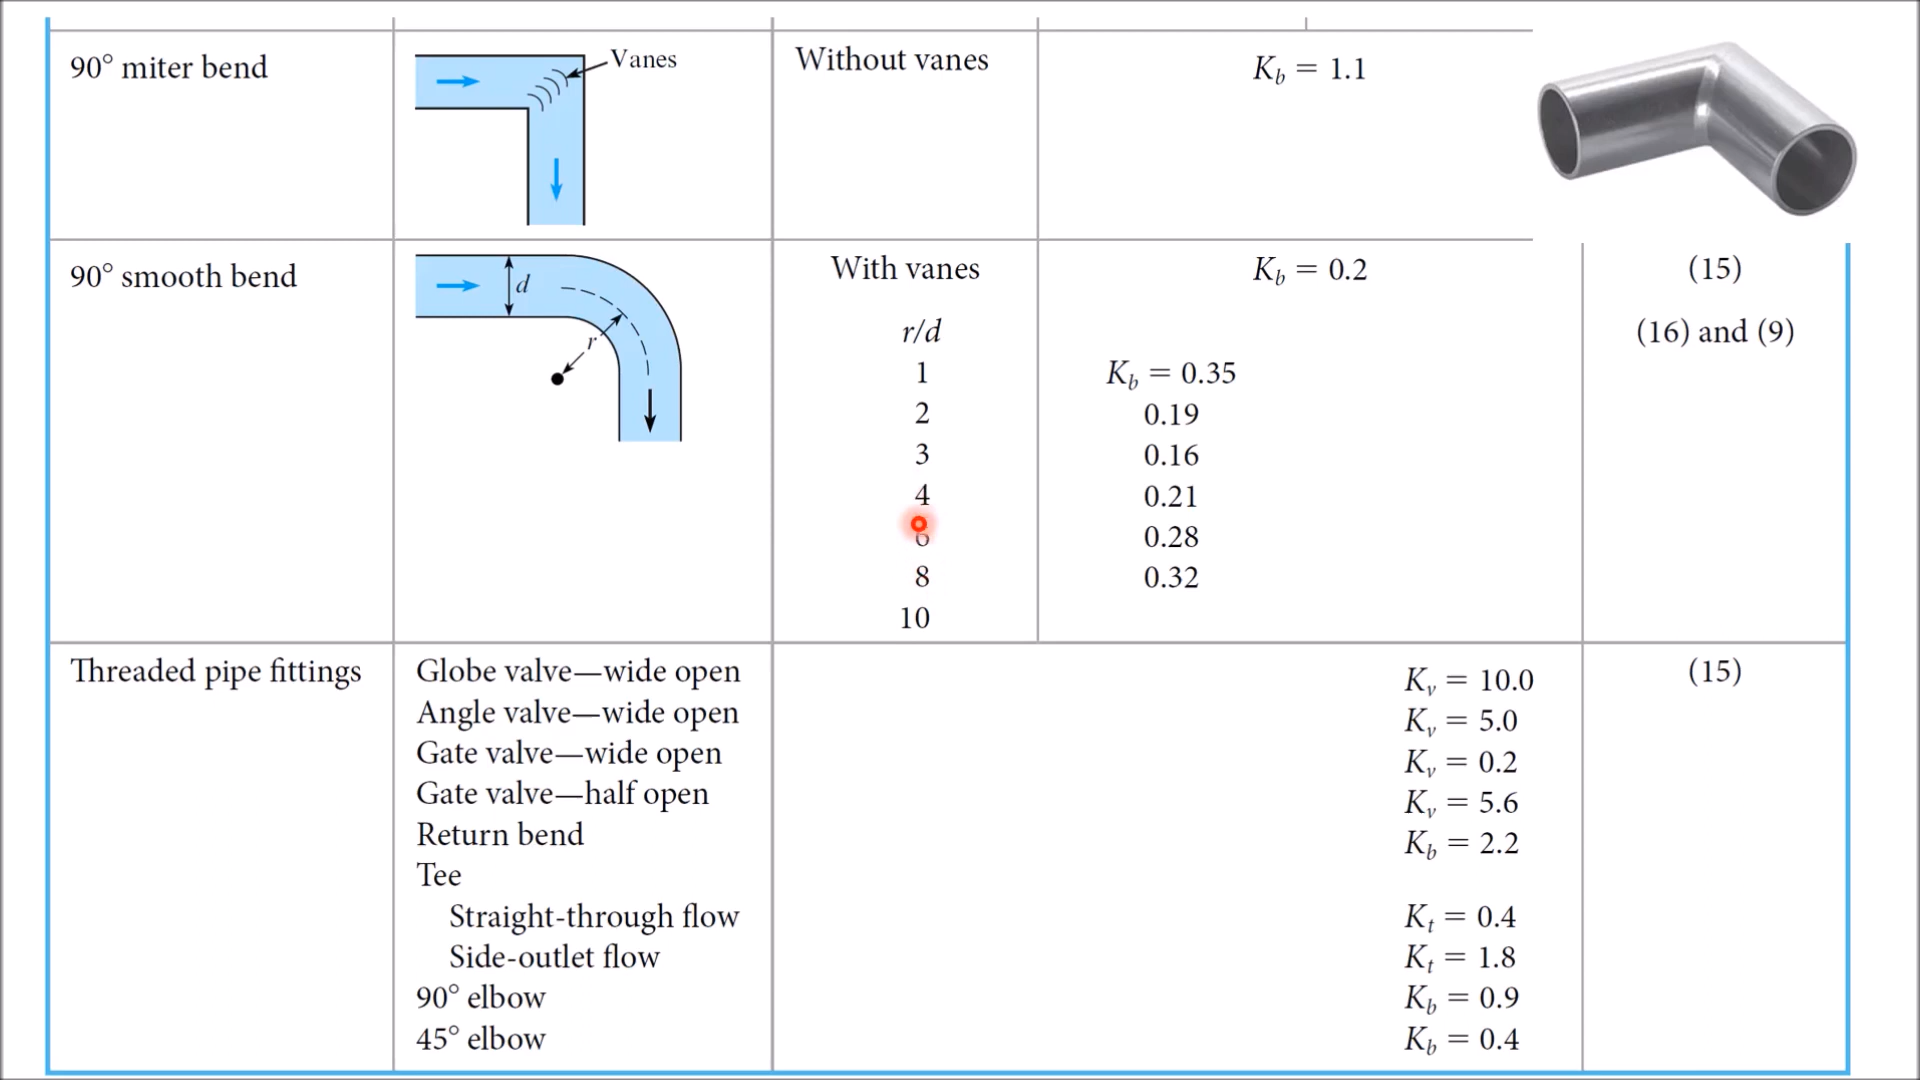 90° miter bend
Vanes
Without vanes
K_b = 1.1
90° smooth bend
d
r
With vanes
K_b = 0.2
(15)
r/d
(16) and (9)
1
K_b = 0.35
2
0.19
3
0.16
4
0.21
6
0.28
8
0.32
10
Threaded pipe fittings
Globe valve—wide open
K_v = 10.0
(15)
Angle valve—wide open
K_v = 5.0
Gate valve—wide open
K_v = 0.2
Gate valve—half open
K_v = 5.6
Return bend
K_b = 2.2
Tee
Straight-through flow
K_t = 0.4
Side-outlet flow
K_t = 1.8
90° elbow
K_b = 0.9
45° elbow
K_b = 0.4